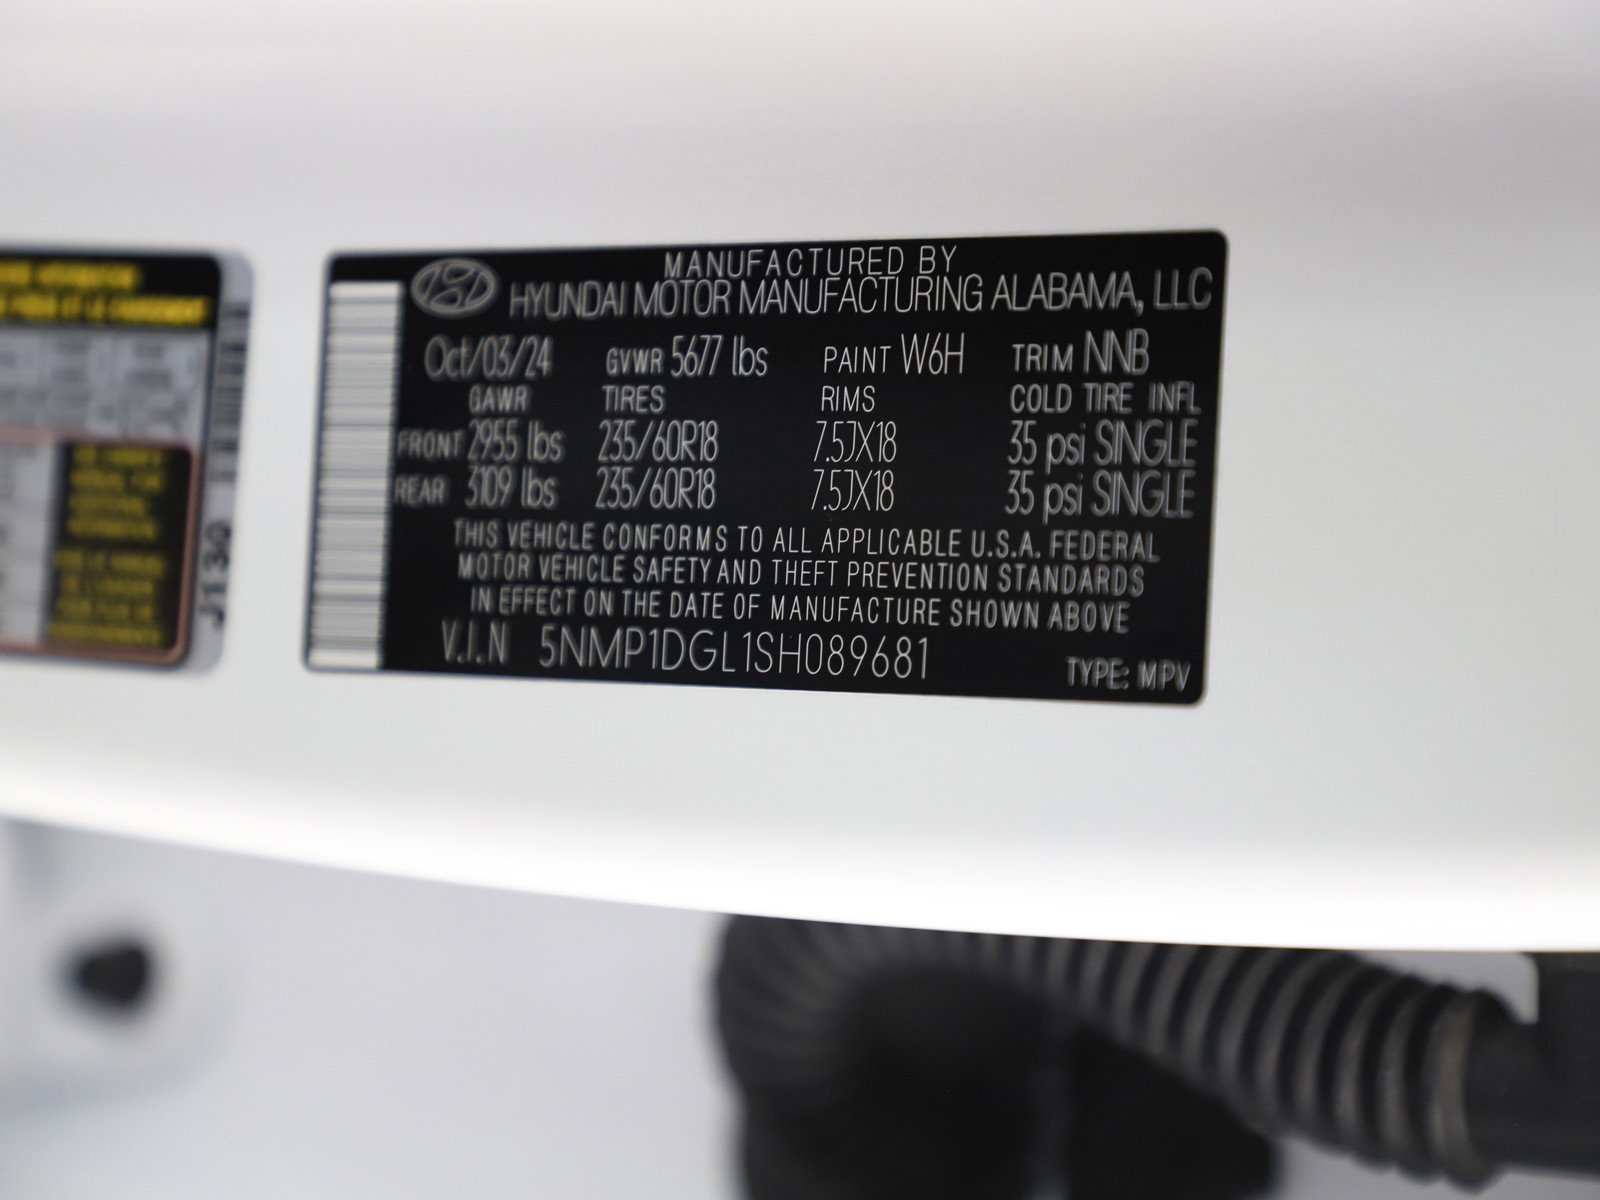 MANUFACTURED BY
HYUNDAI MOTOR MANUFACTURING ALABAMA, LLC
Oct/03/24 GVWR 5677 lbs PAINT W6H TRIM NNB
GAWR TIRES RIMS COLD TIRE INFL
FRONT 2955 lbs 235/60R18 7.5JX18 35 psi SINGLE
REAR 3109 lbs 235/60R18 7.5JX18 35 psi SINGLE
THIS VEHICLE CONFORMS TO ALL APPLICABLE U.S.A. FEDERAL
MOTOR VEHICLE SAFETY AND THEFT PREVENTION STANDARDS
IN EFFECT ON THE DATE OF MANUFACTURE SHOWN ABOVE
V.I.N 5NMP1DGL1SH089681
TYPE: MPV
J130